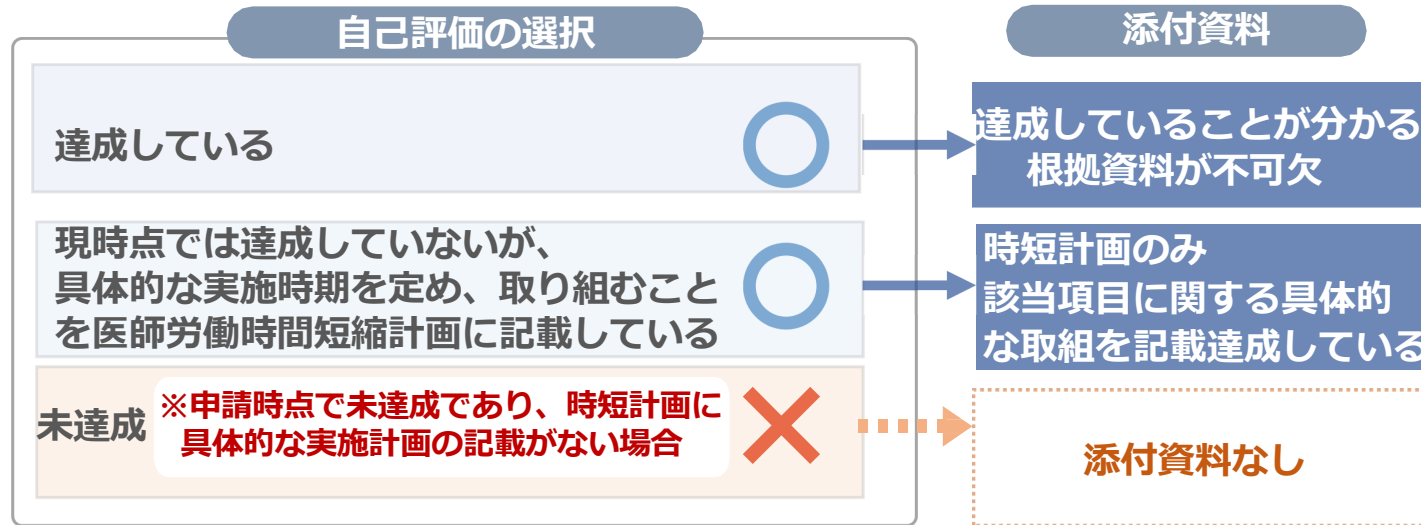 自己評価の選択
添付資料
達成している
達成していることが分かる
根拠資料が不可欠
現時点では達成していないが、
具体的な実施時期を定め、取り組むこと
を医師労働時間短縮計画に記載している
時短計画のみ
該当項目に関する具体的
な取組を記載達成している
未達成
※申請時点で未達成であり、時短計画に
具体的な実施計画の記載がない場合
添付資料なし